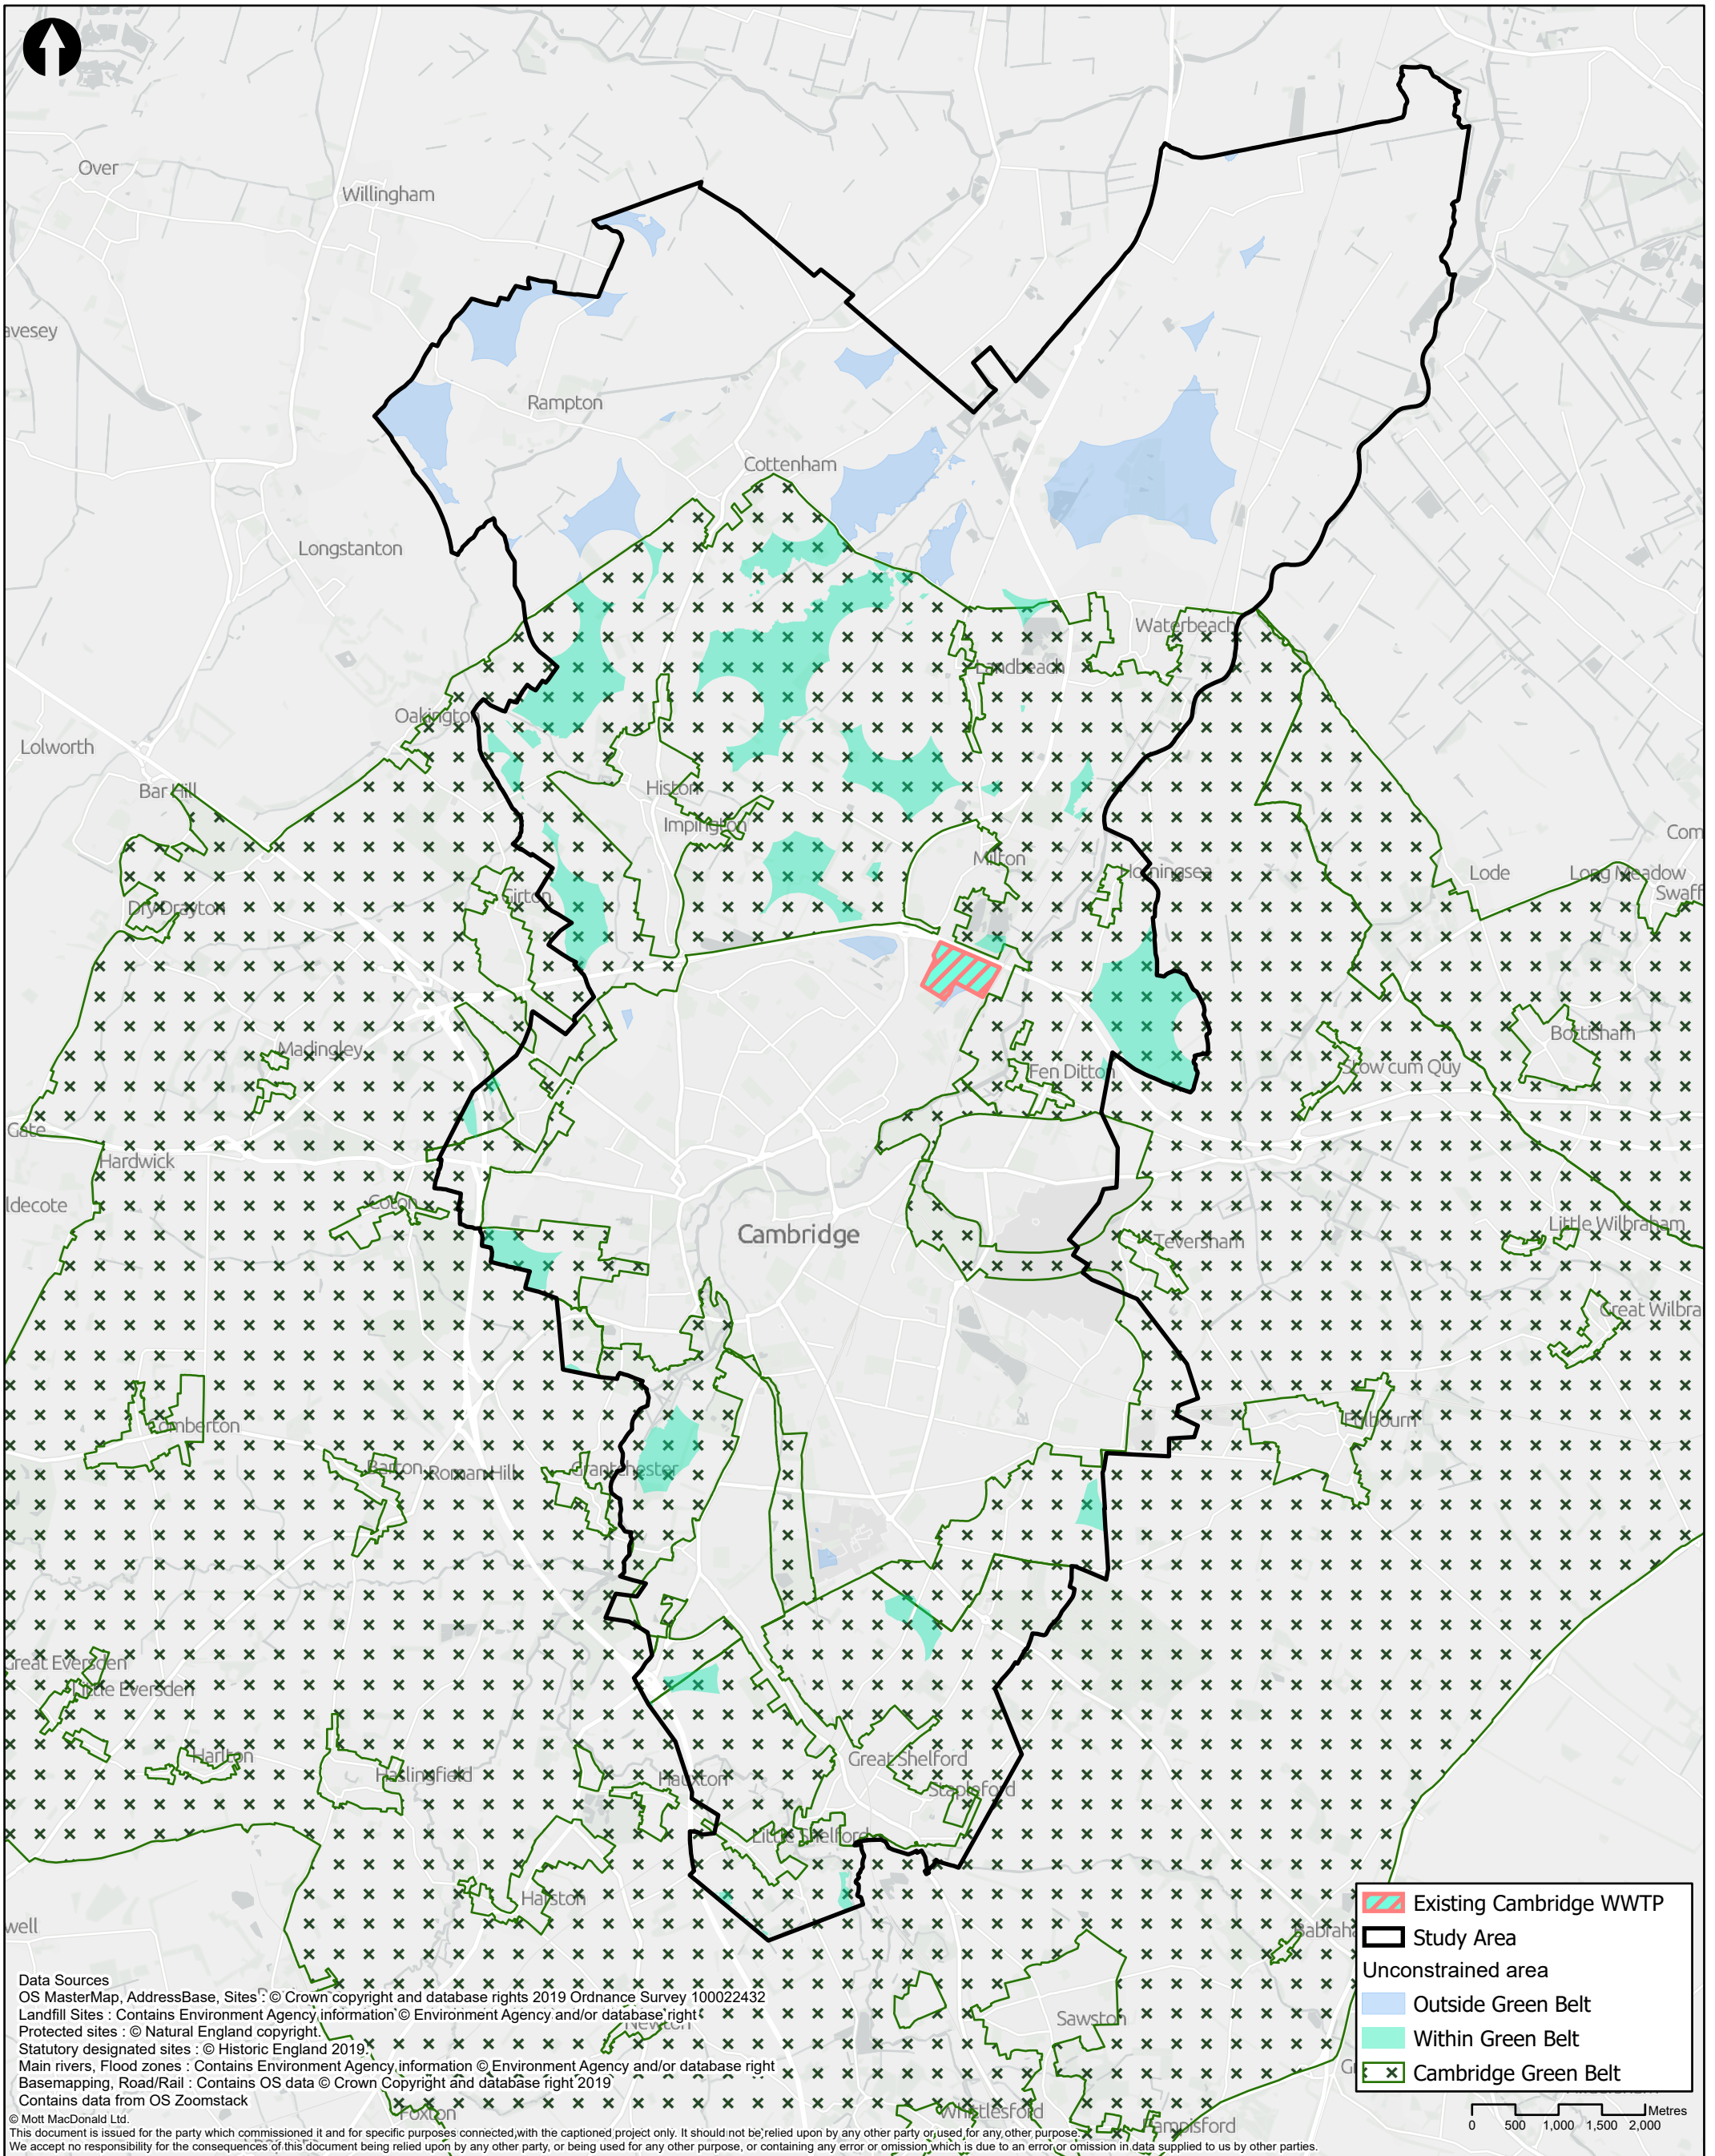 Over
Willingham
avesey
Rampton
Cottenham
Longstanton
Waterbeach
Landbeach
Oakington
Lolworth
Bar Hill
Histon
Impington
Com
Milton
Horningsea
Lode
Long Meadow
Swaff
Girton
Dry Drayton
Bottisham
Madingley
Fen Ditton
Stow cum Quy
Gate
Hardwick
Coton
ldecote
Cambridge
Teversham
Little Wilbraham
Great Wilbra
Comberton
Fulbourn
Barton
Roman Hill
Grantchester
Great Eversden
Little Eversden
Harlton
Haslingfield
Hauxton
Great Shelford
Stapleford
Little Shelford
Harston
well
Babraha
Newton
Sawston
Foxton
Whittlesford
Pampisford
Existing Cambridge WWTP
Study Area
Unconstrained area
Outside Green Belt
Within Green Belt
Cambridge Green Belt
0 500 1,000 1,500 2,000 Metres
Data Sources
OS MasterMap, AddressBase, Sites : © Crown copyright and database rights 2019 Ordnance Survey 100022432
Landfill Sites : Contains Environment Agency information © Environment Agency and/or database right
Protected sites : © Natural England copyright.
Statutory designated sites : © Historic England 2019.
Main rivers, Flood zones : Contains Environment Agency information © Environment Agency and/or database right
Basemapping, Road/Rail : Contains OS data © Crown Copyright and database right 2019
Contains data from OS Zoomstack
© Mott MacDonald Ltd.
This document is issued for the party which commissioned it and for specific purposes connected with the captioned project only. It should not be relied upon by any other party or used for any other purpose.
We accept no responsibility for the consequences of this document being relied upon by any other party, or being used for any other purpose, or containing any error or omission which is due to an error or omission in data supplied to us by other parties.